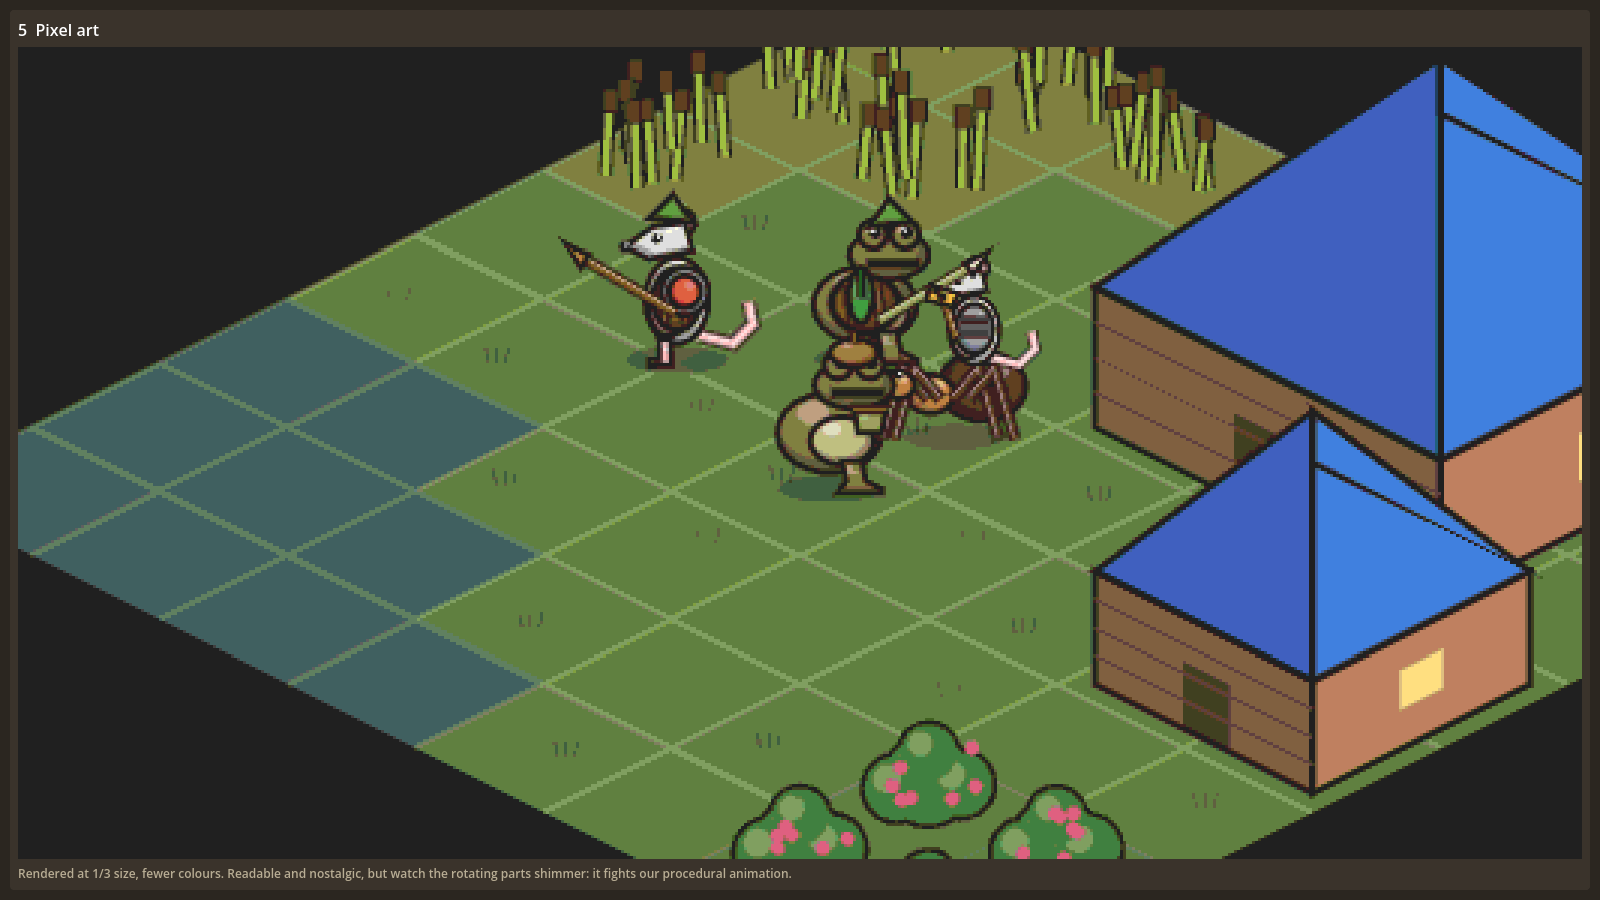 5 Pixel art
Rendered at 1/3 size, fewer colours. Readable and nostalgic, but watch the rotating parts shimmer: it fights our procedural animation.